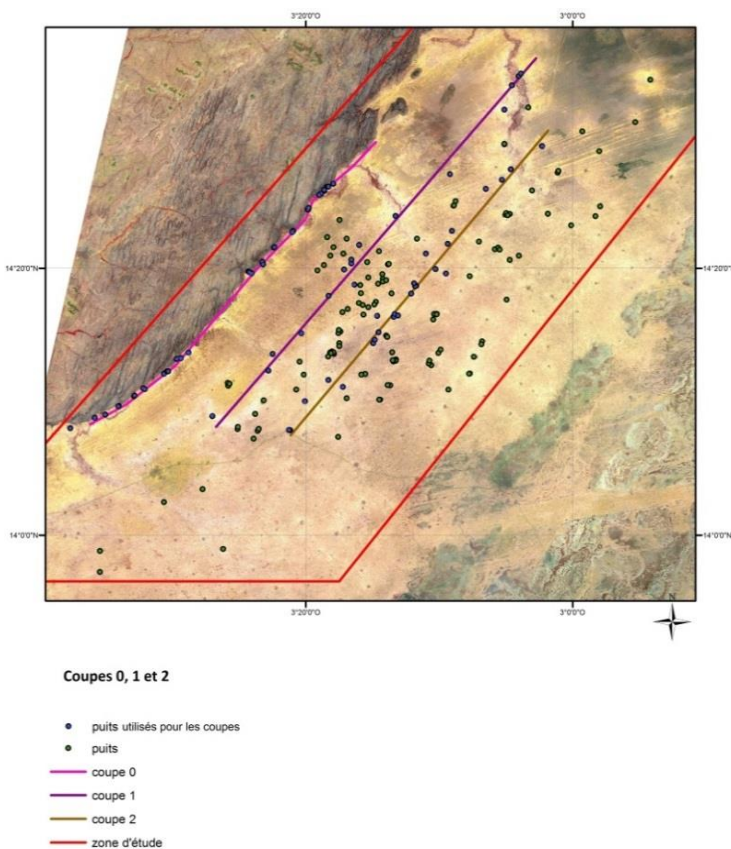 3°20'0"O 3°0'0"O
14°20'0"N 14°20'0"N
14°0'0"N 14°0'0"N
3°20'0"O 3°0'0"O
Coupes 0, 1 et 2
puits utilisés pour les coupes
puits
coupe 0
coupe 1
coupe 2
zone d'étude